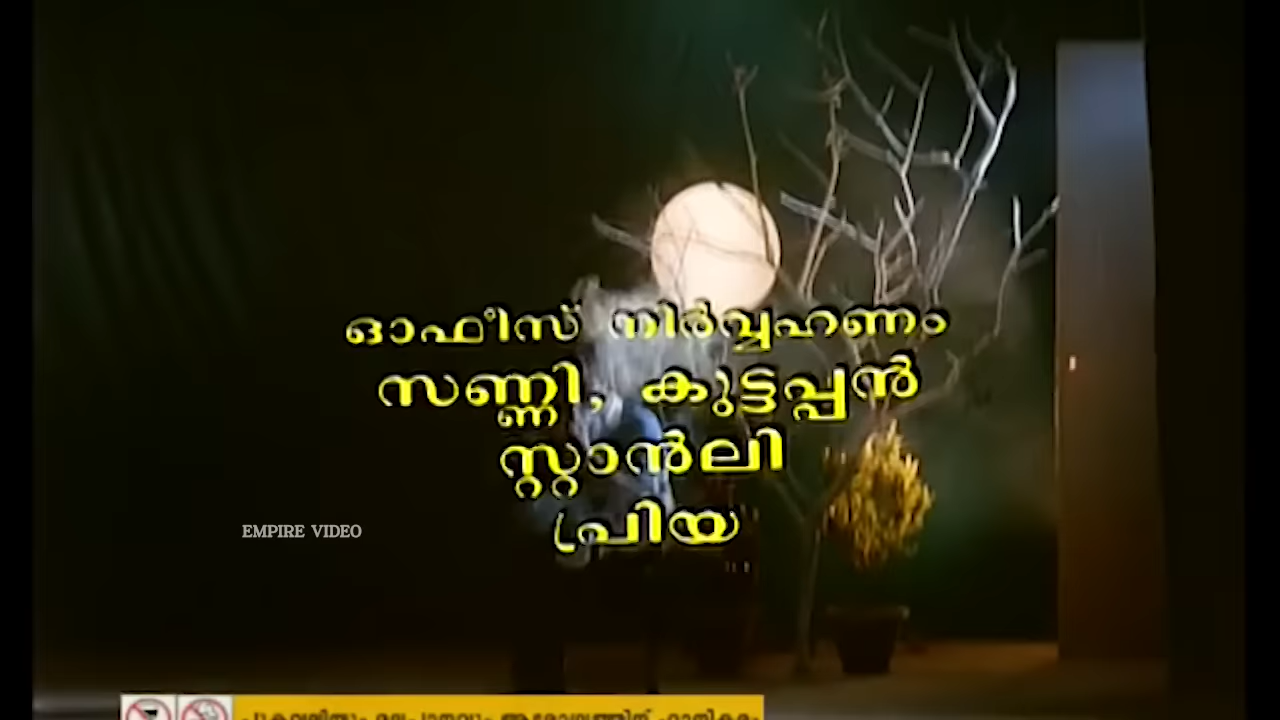 ഓഫീസ് നിർവ്വഹണം
സണ്ണി, കുട്ടപ്പൻ
സ്റ്റാൻലി
പ്രിയ
EMPIRE VIDEO